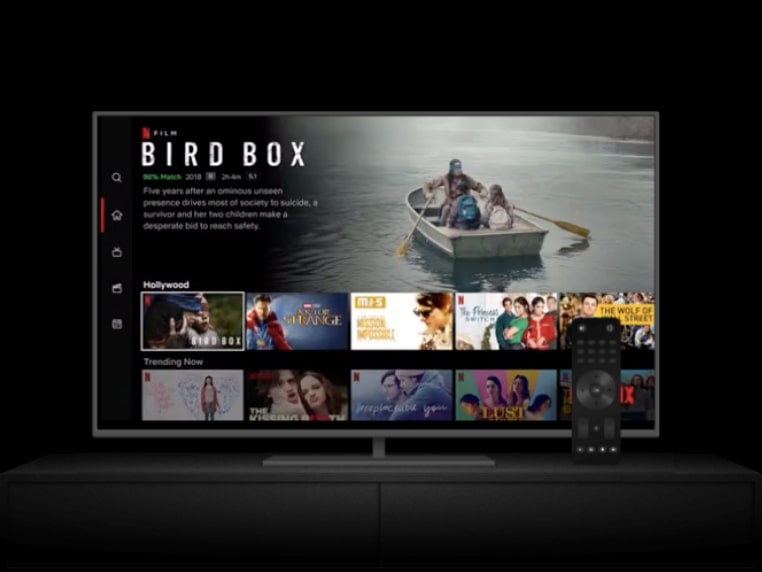 FILM
BIRD BOX
98% Match 2018 2h 4m 5.1
Five years after an ominous unseen
presence drives most of society to suicide, a
survivor and her two children make a
desperate bid to reach safety.
Hollywood
BIRD BOX
DOCTOR
STRANGE
M:I-5
MISSION:
IMPOSSIBLE
The Princess
SWITCH
THE WOLF OF
STREET
Trending Now
THE
KISSING BOOTH
irreplaceable you
LUST
IX